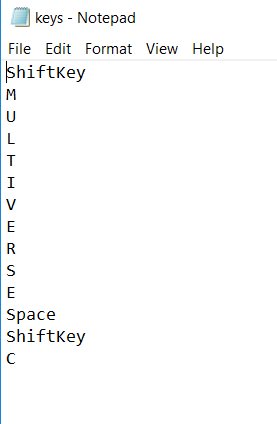 keys - Notepad
File Edit Format View Help
ShiftKey
M
U
L
T
I
V
E
R
S
E
Space
ShiftKey
C